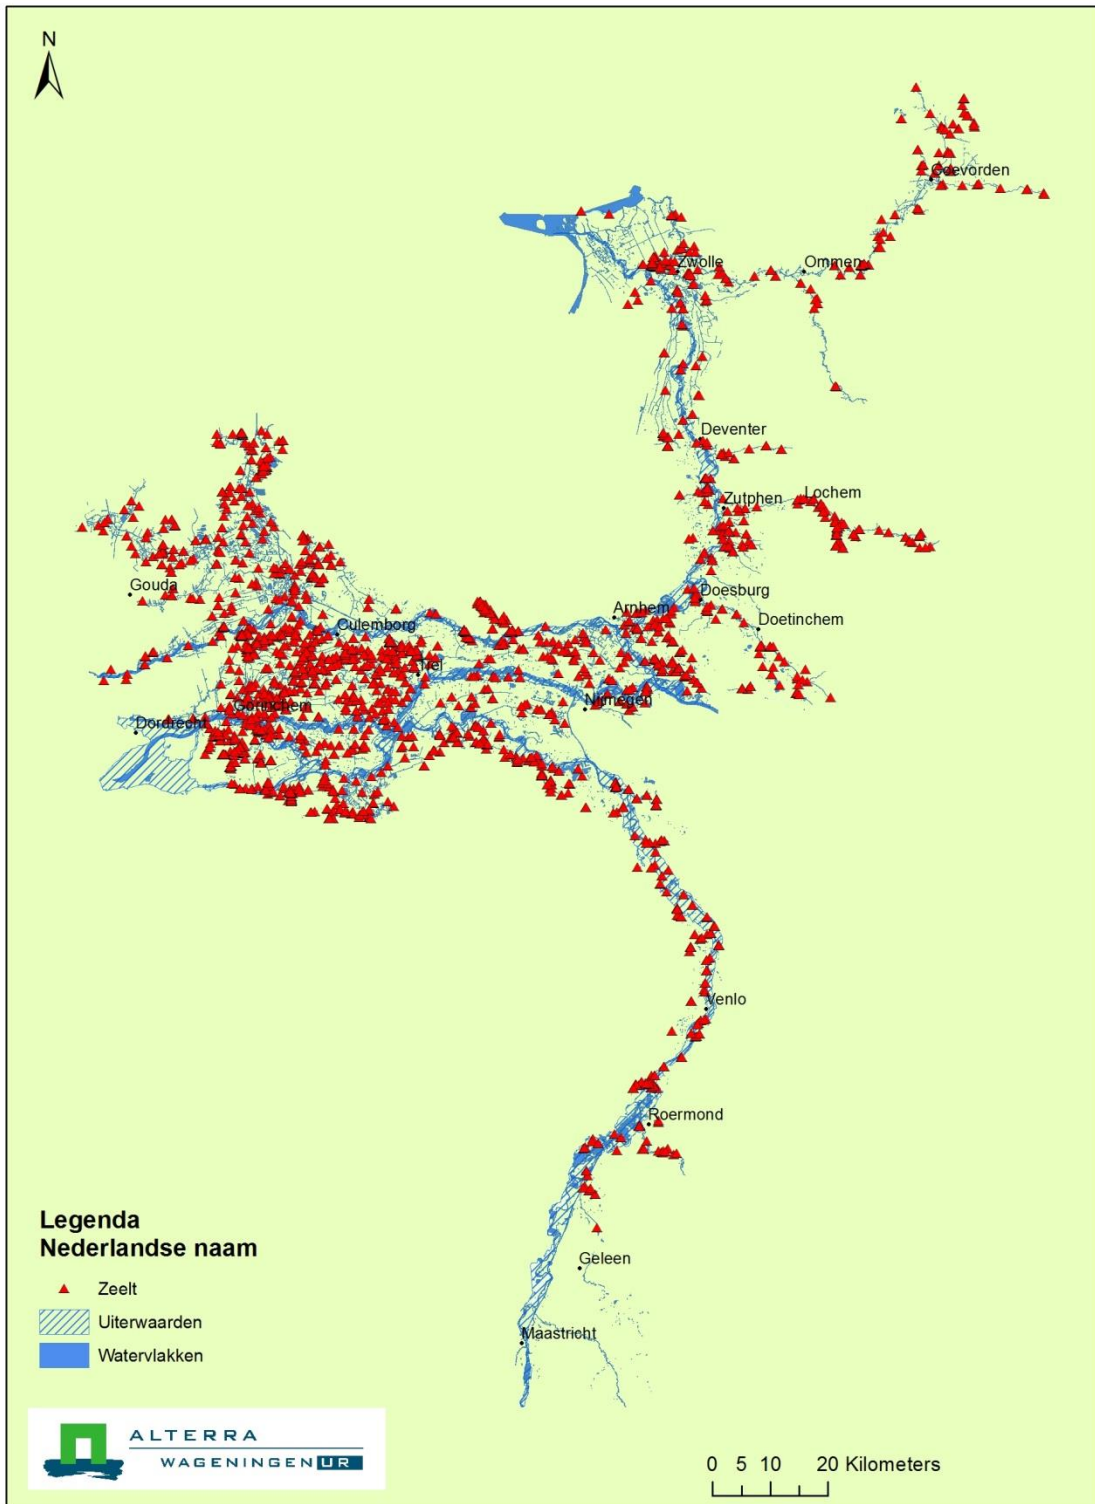 N
Coevorden
Zwolle
Ommen
Deventer
Zutphen
Lochem
Gouda
Doesburg
Arnhem
Doetinchem
Culemborg
Tiel
Nijmegen
Gorinchem
Dordrecht
Venlo
Roermond
Geleen
Maastricht
Legenda
Nederlandse naam
Zeelt
Uiterwaarden
Watervlakken
ALTERRA
WAGENINGEN UR
0 5 10 20 Kilometers